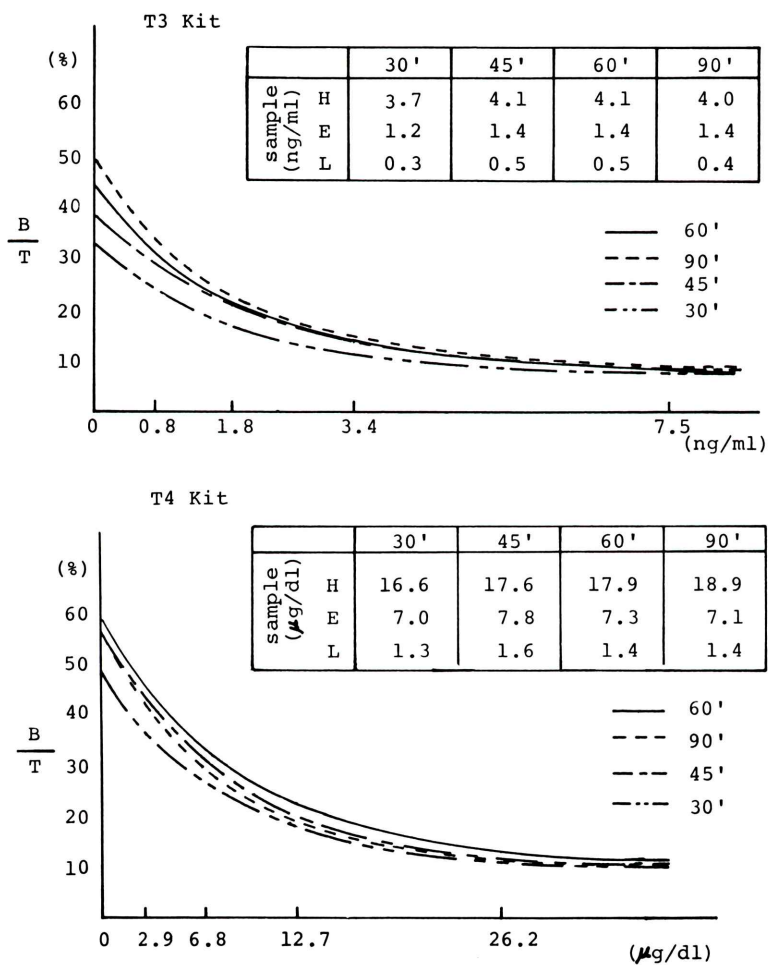 T3 Kit
(%)
60
50
40
30
20
10
B
T
30' 45' 60' 90'
sample (ng/ml)
H 3.7 4.1 4.1 4.0
E 1.2 1.4 1.4 1.4
L 0.3 0.5 0.5 0.4
60'
90'
45'
30'
0 0.8 1.8 3.4 7.5
(ng/ml)
T4 Kit
(%)
60
50
40
30
20
10
B
T
30' 45' 60' 90'
sample (μg/dl)
H 16.6 17.6 17.9 18.9
E 7.0 7.8 7.3 7.1
L 1.3 1.6 1.4 1.4
60'
90'
45'
30'
0 2.9 6.8 12.7 26.2
(μg/dl)